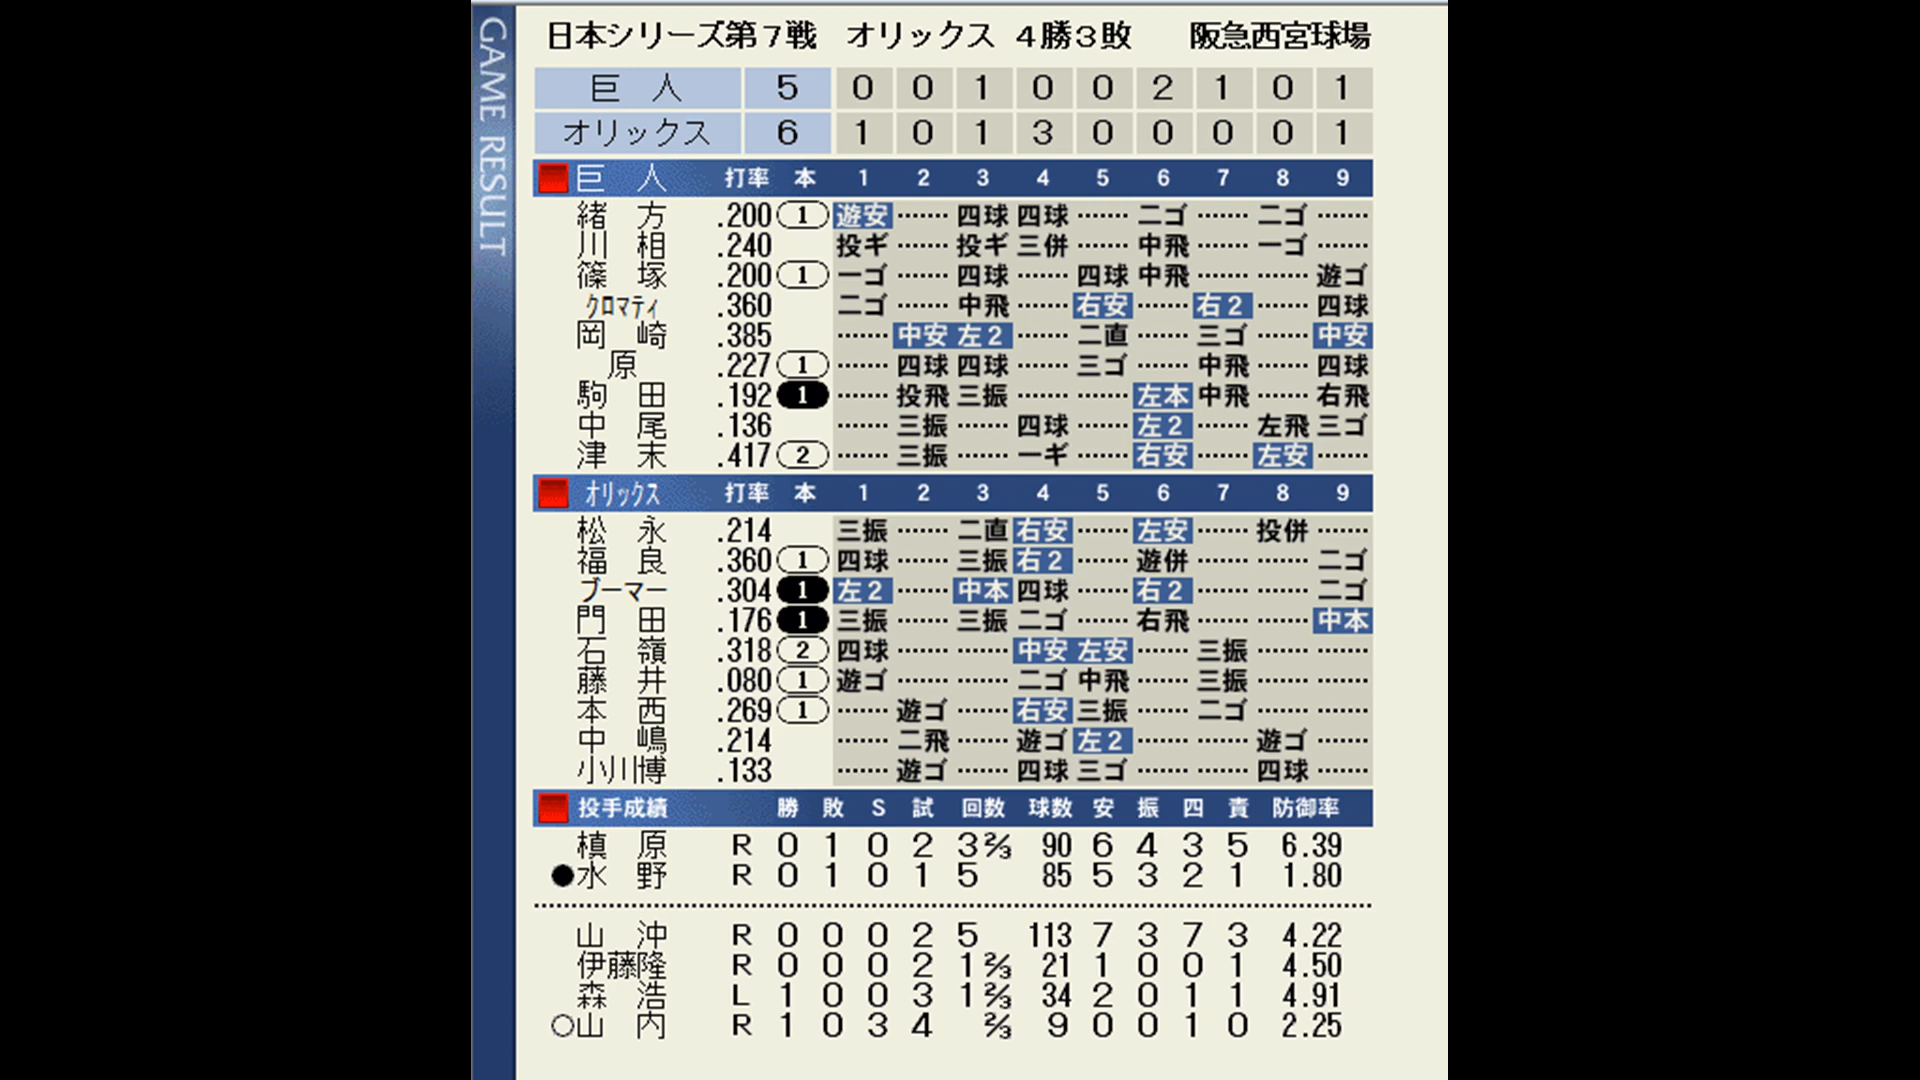 GAME RESULT
日本シリーズ第7戦 オリックス 4勝3敗 阪急西宮球場
巨人 5 0 0 1 0 0 2 1 0 1
オリックス 6 1 0 1 3 0 0 0 0 1
巨人 打率 本 1 2 3 4 5 6 7 8 9
緒方 .200 1 遊安 …… 四球 四球 …… 二ゴ …… 二ゴ ……
川相 .240 投ギ …… 投ギ 三併 …… 中飛 …… 一ゴ ……
篠塚 .200 1 一ゴ …… 四球 …… 四球 中飛 …… …… 遊ゴ
クロマティ .360 二ゴ …… 中飛 …… 右安 …… 右2 …… 四球
岡崎 .385 …… 中安 左2 …… 二直 …… 三ゴ …… 中安
原 .227 1 …… 四球 四球 …… 三ゴ …… 中飛 …… 四球
駒田 .192 1 …… 投飛 三振 …… …… 左本 中飛 …… 右飛
中尾 .136 …… 三振 …… 四球 …… 左2 …… 左飛 三ゴ
津末 .417 2 …… 三振 …… 一ギ …… 右安 …… 左安 ……
オリックス 打率 本 1 2 3 4 5 6 7 8 9
松永 .214 三振 …… 二直 右安 …… 左安 …… 投併 ……
福良 .360 1 四球 …… 三振 右2 …… 遊併 …… …… 二ゴ
ブーマー .304 1 左2 …… 中本 四球 …… 右2 …… …… 二ゴ
門田 .176 1 三振 …… 三振 二ゴ …… 右飛 …… …… 中本
石嶺 .318 2 四球 …… …… 中安 左安 …… 三振 …… ……
藤井 .080 1 遊ゴ …… …… 二ゴ 中飛 …… 三振 …… ……
本西 .269 1 …… 遊ゴ …… 右安 三振 …… 二ゴ …… ……
中嶋 .214 …… 二飛 …… 遊ゴ 左2 …… …… 遊ゴ ……
小川博 .133 …… 遊ゴ …… 四球 三ゴ …… …… 四球 ……
投手成績 勝 敗 S 試 回数 球数 安 振 四 責 防御率
槙原 R 0 1 0 2 3⅔ 90 6 4 3 5 6.39
●水野 R 0 1 0 1 5 85 5 3 2 1 1.80
山沖 R 0 0 0 2 5 113 7 3 7 3 4.22
伊藤隆 R 0 0 0 2 1⅔ 21 1 0 0 1 4.50
森浩 L 1 0 0 3 1⅔ 34 2 0 1 1 4.91
○山内 R 1 0 3 4 ⅔ 9 0 0 1 0 2.25